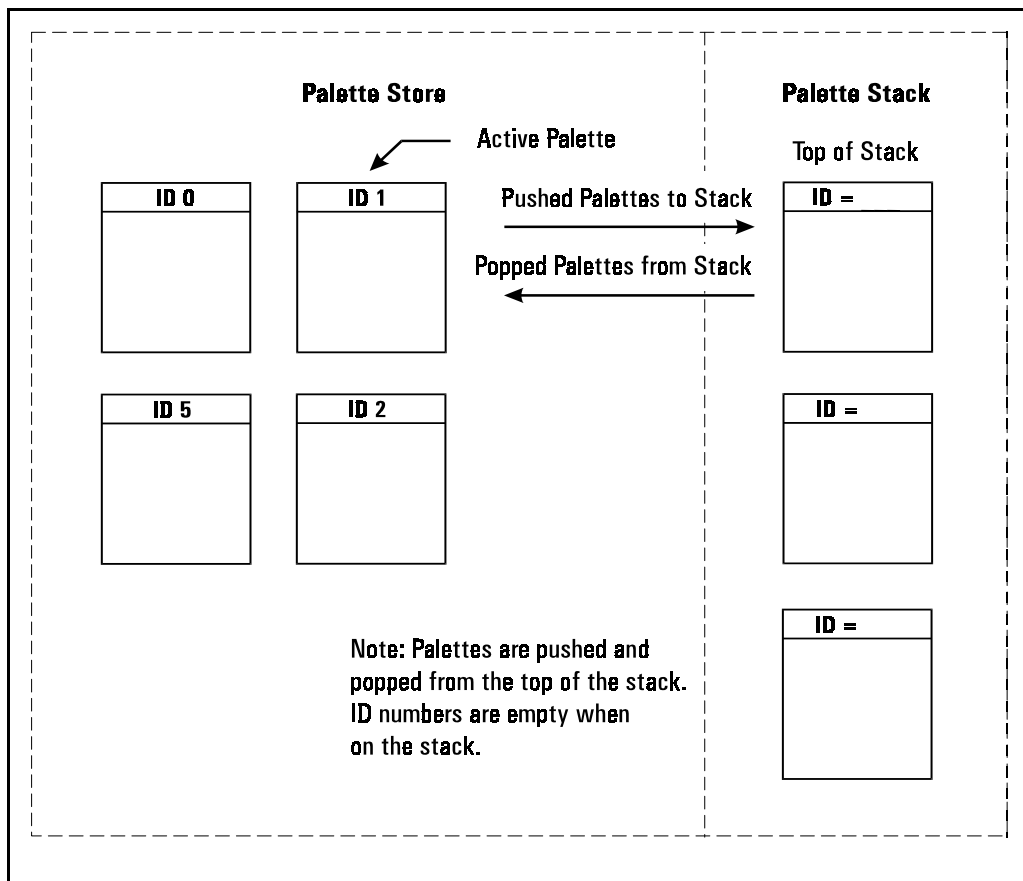 Palette Store
Palette Stack
Active Palette
Top of Stack
ID 0
ID 1
Pushed Palettes to Stack
ID = ____
Popped Palettes from Stack
ID 5
ID 2
ID =
ID =
Note: Palettes are pushed and
popped from the top of the stack.
ID numbers are empty when
on the stack.